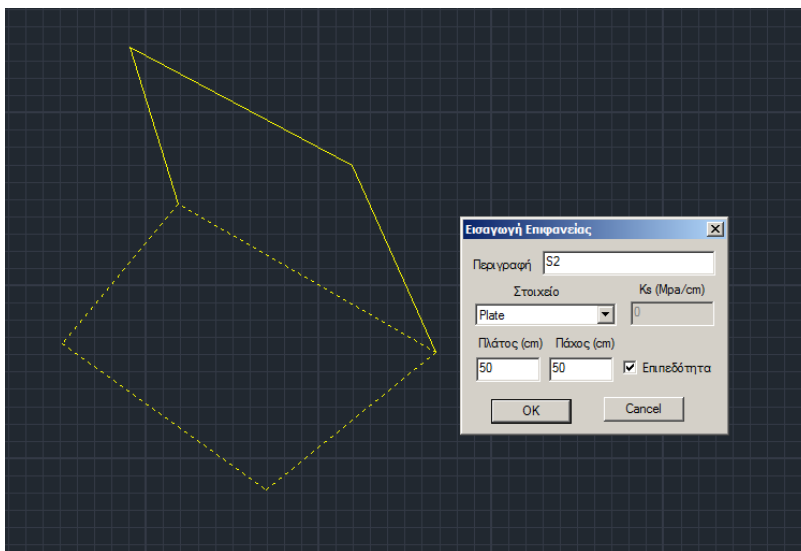 Εισαγωγή Επιφανείας
Περιγραφή S2
Στοιχείο Ks (Mpa/cm)
Plate 0
Πλάτος (cm) Πάχος (cm)
50 50 Επιπεδότητα
OK Cancel